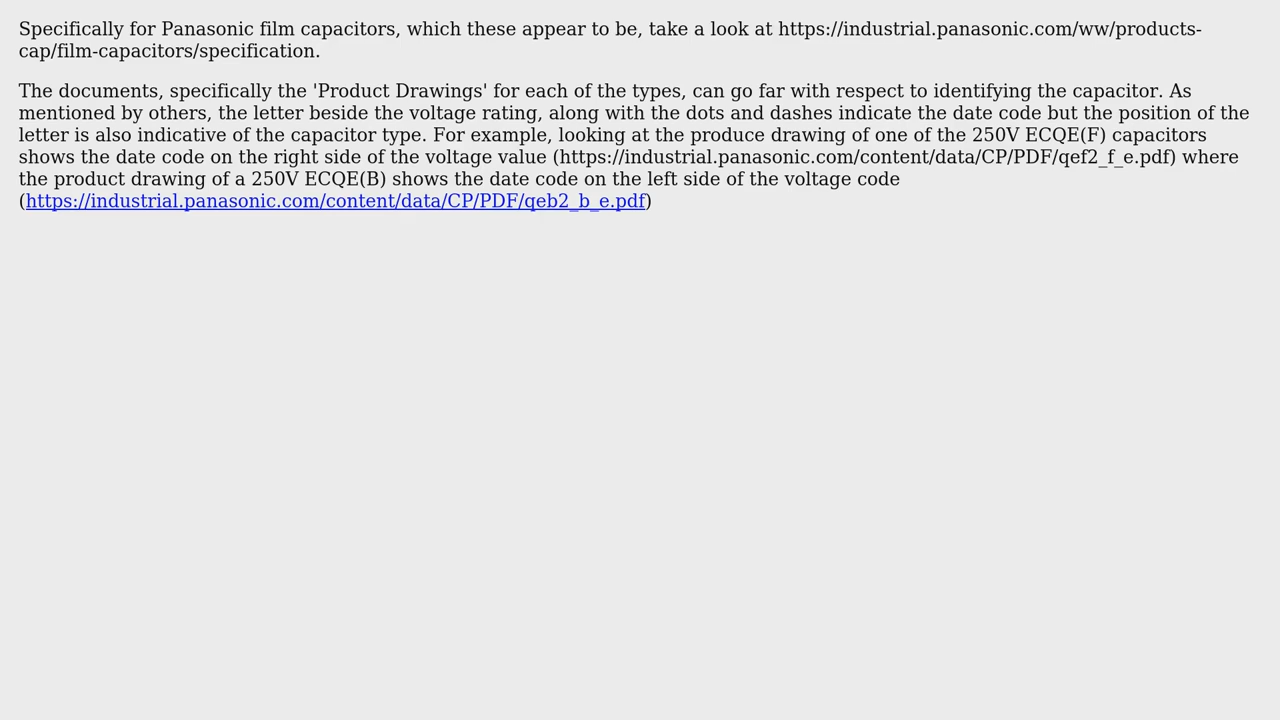 Specifically for Panasonic film capacitors, which these appear to be, take a look at https://industrial.panasonic.com/ww/products-
cap/film-capacitors/specification.
The documents, specifically the 'Product Drawings' for each of the types, can go far with respect to identifying the capacitor. As
mentioned by others, the letter beside the voltage rating, along with the dots and dashes indicate the date code but the position of the
letter is also indicative of the capacitor type. For example, looking at the produce drawing of one of the 250V ECQE(F) capacitors
shows the date code on the right side of the voltage value (https://industrial.panasonic.com/content/data/CP/PDF/qef2_f_e.pdf) where
the product drawing of a 250V ECQE(B) shows the date code on the left side of the voltage code
(https://industrial.panasonic.com/content/data/CP/PDF/qeb2_b_e.pdf)